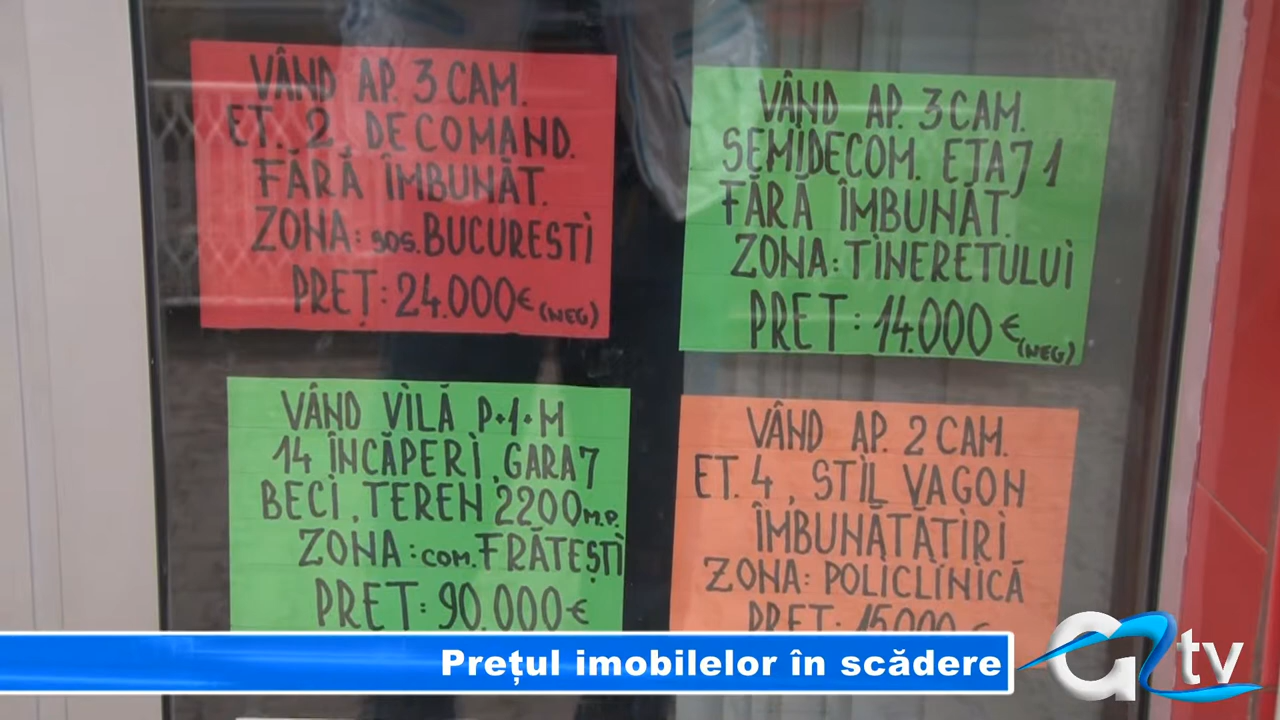 VÂND AP. 3 CAM.
ET. 2, DECOMAND.
FĂRĂ ÎMBUNĂT.
ZONA: șos. BUCUREȘTI
PREȚ: 24.000€ (NEG)
VÂND AP. 3 CAM.
SEMIDECOM. ETAJ 1
FĂRĂ ÎMBUNĂT.
ZONA: TINERETULUI
PREȚ: 14.000€ (NEG)
VÂND VILĂ P+1+M
14 ÎNCĂPERI, GARAJ
BECI, TEREN 2200 M.P.
ZONA: COM. FRĂTEȘTI
PREȚ: 90.000€
VÂND AP. 2 CAM.
ET. 4, STIL VAGON
ÎMBUNĂTĂȚIRI
ZONA: POLICLINICĂ
PREȚ: 15000 €
Prețul imobilelor în scădere
tv